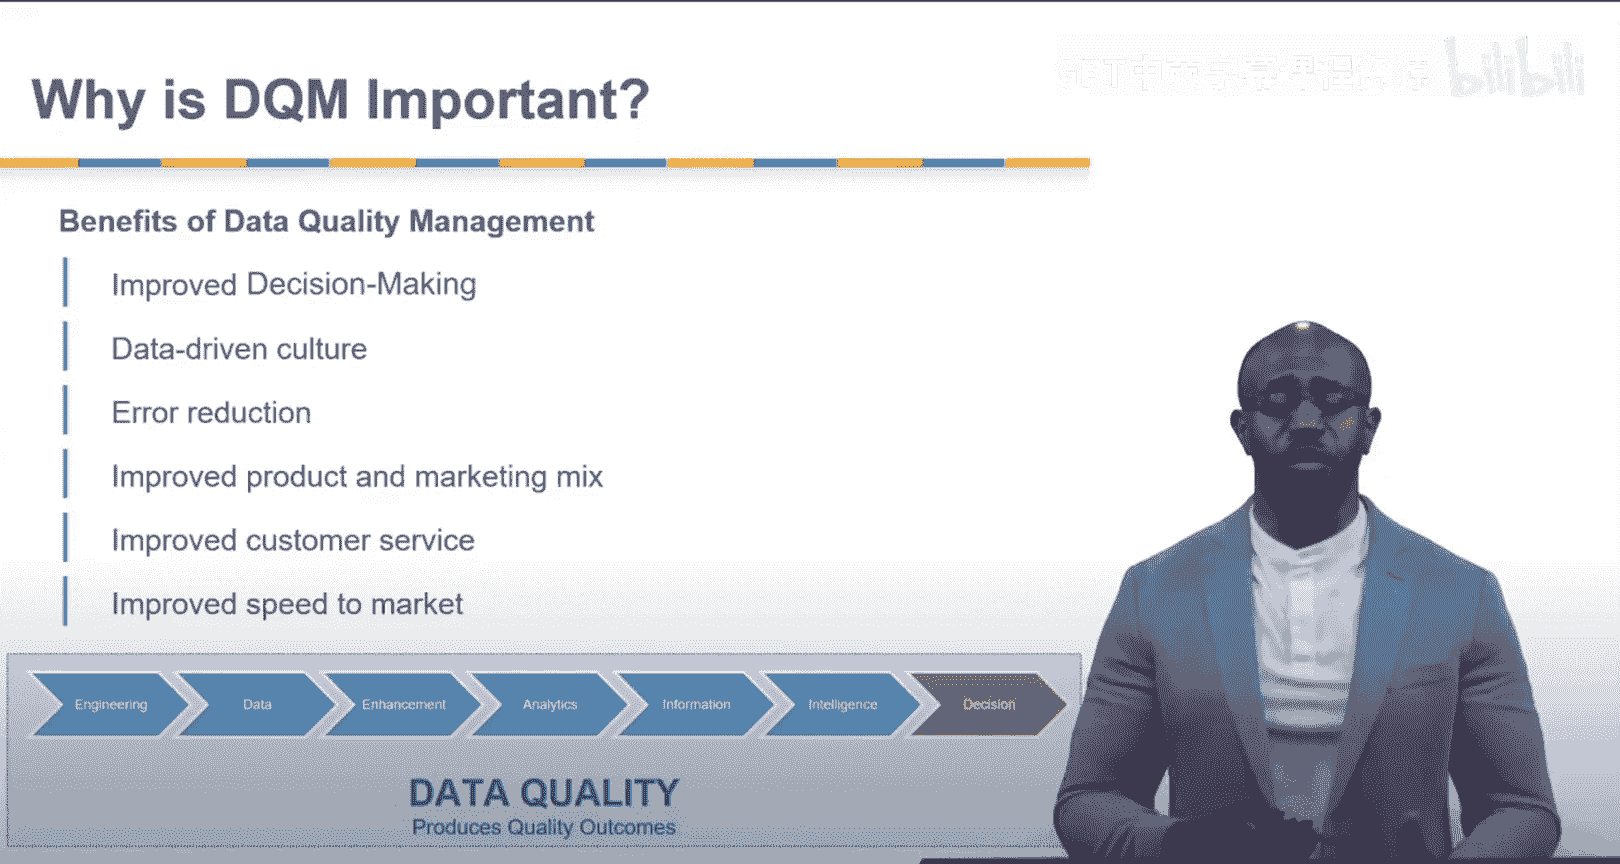 Why is DQM Important?
bilibili
Benefits of Data Quality Management
Improved Decision-Making
Data-driven culture
Error reduction
Improved product and marketing mix
Improved customer service
Improved speed to market
Engineering
Data
Enhancement
Analytics
Information
Intelligence
Decision
DATA QUALITY
Produces Quality Outcomes